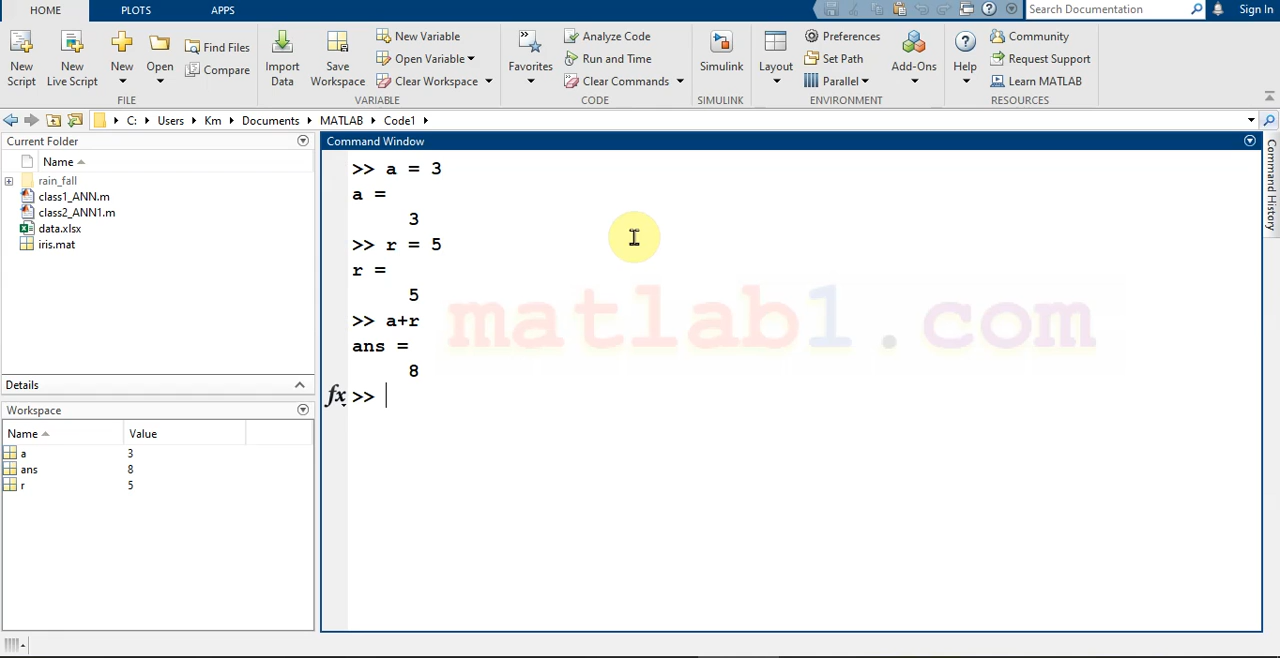 HOME PLOTS APPS Search Documentation Sign In
New Script
New Live Script
New
Open
Find Files
Compare
FILE
Import Data
Save Workspace
New Variable
Open Variable
Clear Workspace
VARIABLE
Favorites
Analyze Code
Run and Time
Clear Commands
CODE
Simulink
SIMULINK
Layout
Preferences
Set Path
Parallel
Add-Ons
ENVIRONMENT
Help
Community
Request Support
Learn MATLAB
RESOURCES
C: Users Km Documents MATLAB Code1
Current Folder
Name
rain_fall
class1_ANN.m
class2_ANN1.m
data.xlsx
iris.mat
Details
Workspace
Name Value
a 3
ans 8
r 5
Command Window
>> a = 3
a =
3
>> r = 5
r =
5
>> a+r
ans =
8
fx >>
matlab1.com
Command History